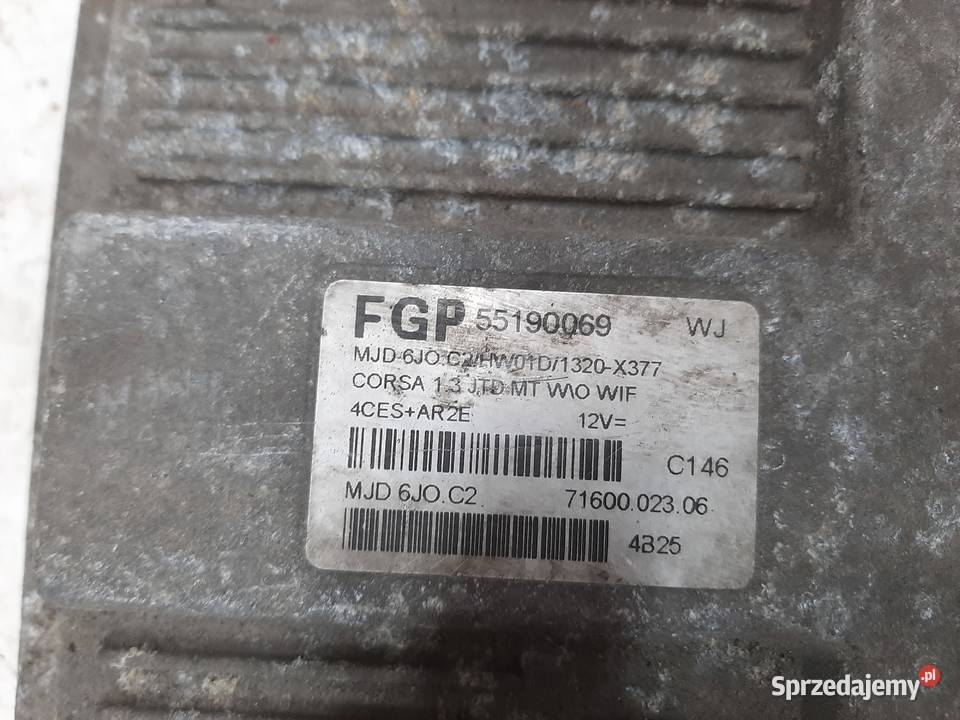 FGP 55190069 WJ
MJD 6JO.C2/HW01D/1320-X377
CORSA 1.3 JTD MT W\O WIF
4CES+AR2E 12V=
C146
MJD 6JO.C2 71600.023.06
4B25
Sprzedajemy.pl